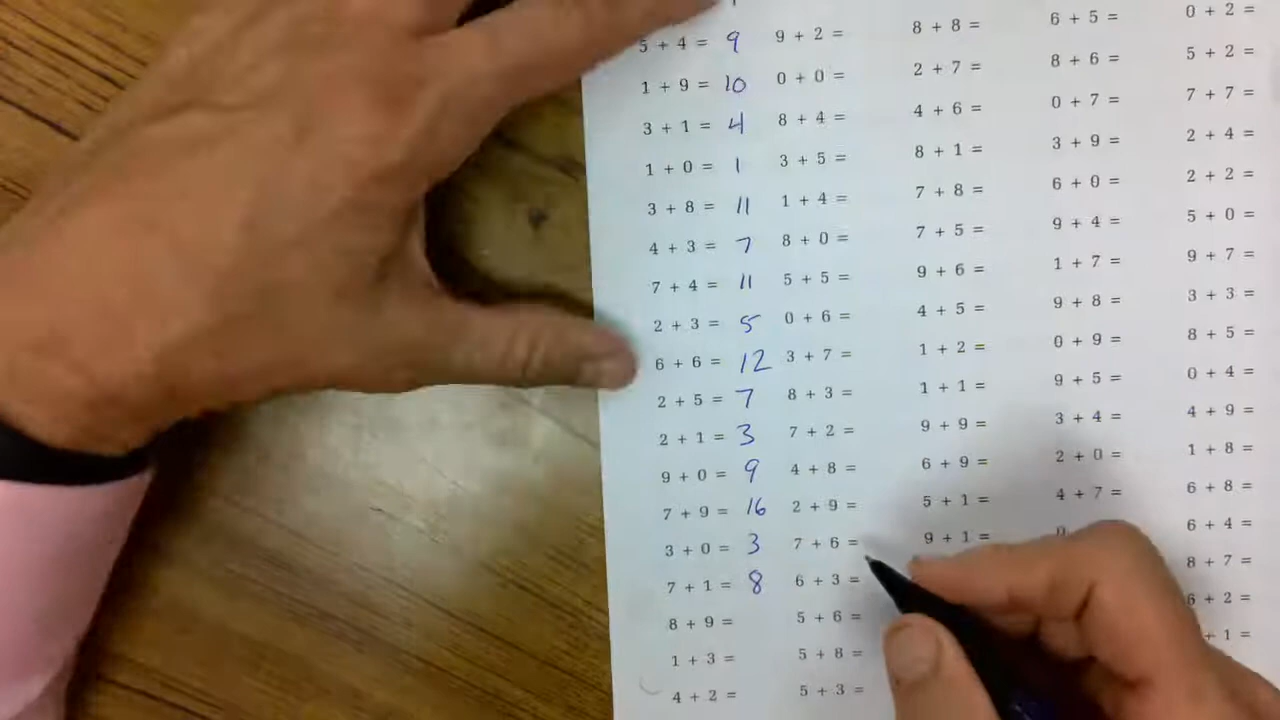 5 + 4 = 9 9 + 2 = 8 + 8 = 6 + 5 = 0 + 2 =
1 + 9 = 10 0 + 0 = 2 + 7 = 8 + 6 = 5 + 2 =
3 + 1 = 4 8 + 4 = 4 + 6 = 0 + 7 = 7 + 7 =
1 + 0 = 1 3 + 5 = 8 + 1 = 3 + 9 = 2 + 4 =
3 + 8 = 11 1 + 4 = 7 + 8 = 6 + 0 = 2 + 2 =
4 + 3 = 7 8 + 0 = 7 + 5 = 9 + 4 = 5 + 0 =
7 + 4 = 11 5 + 5 = 9 + 6 = 1 + 7 = 9 + 7 =
2 + 3 = 5 0 + 6 = 4 + 5 = 9 + 8 = 3 + 3 =
6 + 6 = 12 3 + 7 = 1 + 2 = 0 + 9 = 8 + 5 =
2 + 5 = 7 8 + 3 = 1 + 1 = 9 + 5 = 0 + 4 =
2 + 1 = 3 7 + 2 = 9 + 9 = 3 + 4 = 4 + 9 =
9 + 0 = 9 4 + 8 = 6 + 9 = 2 + 0 = 1 + 8 =
7 + 9 = 16 2 + 9 = 5 + 1 = 4 + 7 = 6 + 8 =
3 + 0 = 3 7 + 6 = 9 + 1 = 6 + 4 =
7 + 1 = 8 6 + 3 = 8 + 7 =
8 + 9 = 5 + 6 = 6 + 2 =
1 + 3 = 5 + 8 = + 1 =
4 + 2 = 5 + 3 =